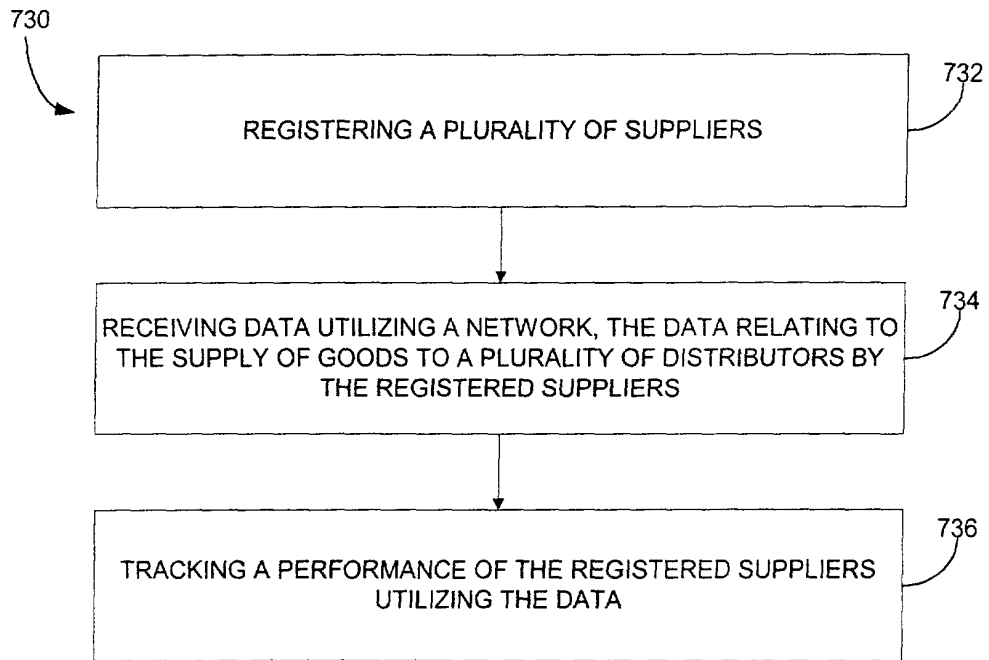 730
732
REGISTERING A PLURALITY OF SUPPLIERS
734
RECEIVING DATA UTILIZING A NETWORK, THE DATA RELATING TO
THE SUPPLY OF GOODS TO A PLURALITY OF DISTRIBUTORS BY
THE REGISTERED SUPPLIERS
736
TRACKING A PERFORMANCE OF THE REGISTERED SUPPLIERS
UTILIZING THE DATA